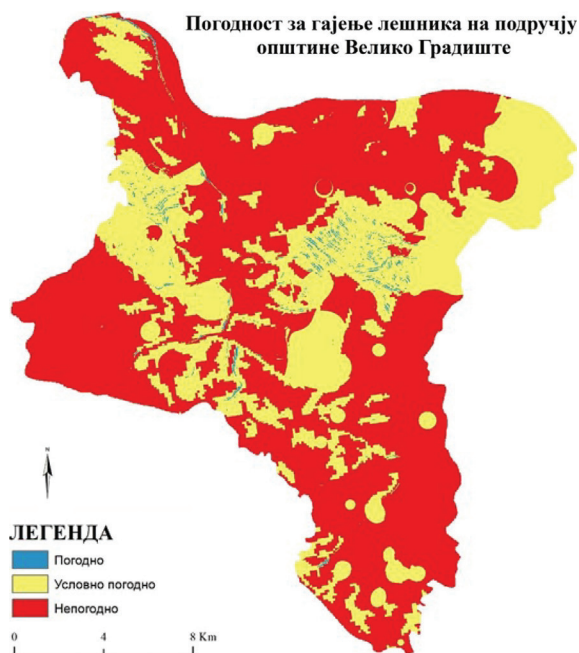 Погодност за гајење лешника на подручју
општине Велико Градиште
N
ЛЕГЕНДА
Погодно
Условно погодно
Непогодно
0 4 8 Km